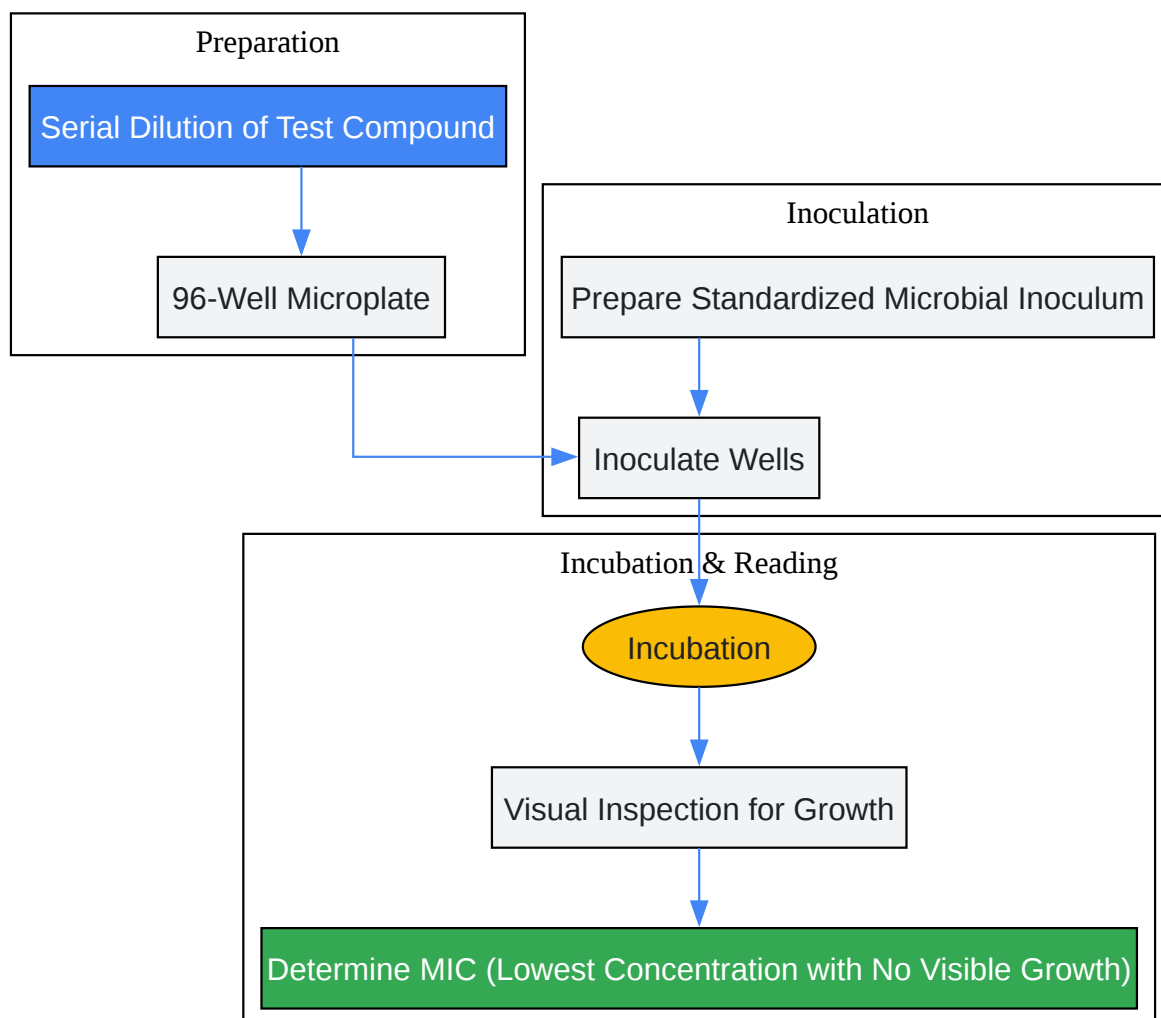 Preparation
Serial Dilution of Test Compound
96-Well Microplate
Inoculation
Prepare Standardized Microbial Inoculum
Inoculate Wells
Incubation & Reading
Incubation
Visual Inspection for Growth
Determine MIC (Lowest Concentration with No Visible Growth)